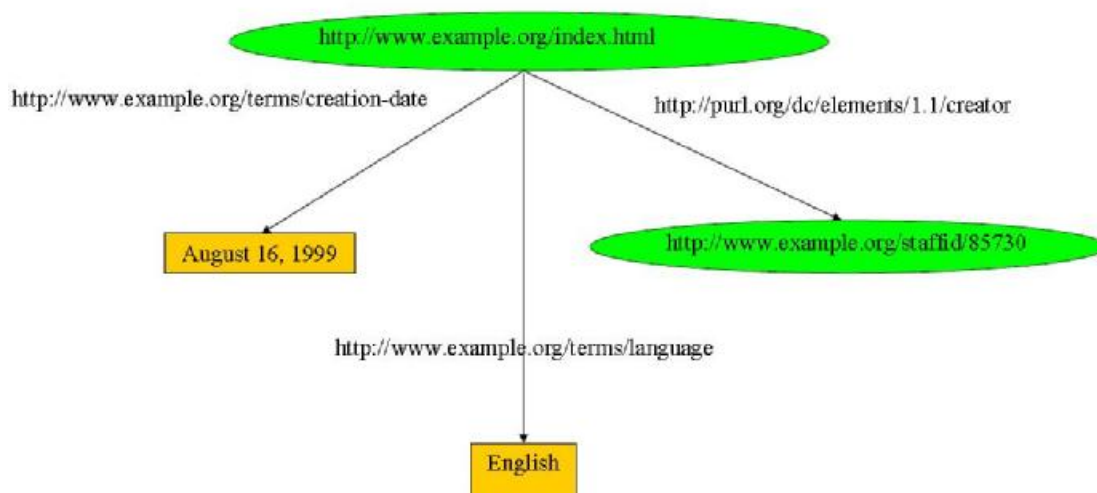 http://www.example.org/index.html
http://www.example.org/terms/creation-date
http://purl.org/dc/elements/1.1/creator
August 16, 1999
http://www.example.org/staffid/85730
http://www.example.org/terms/language
English